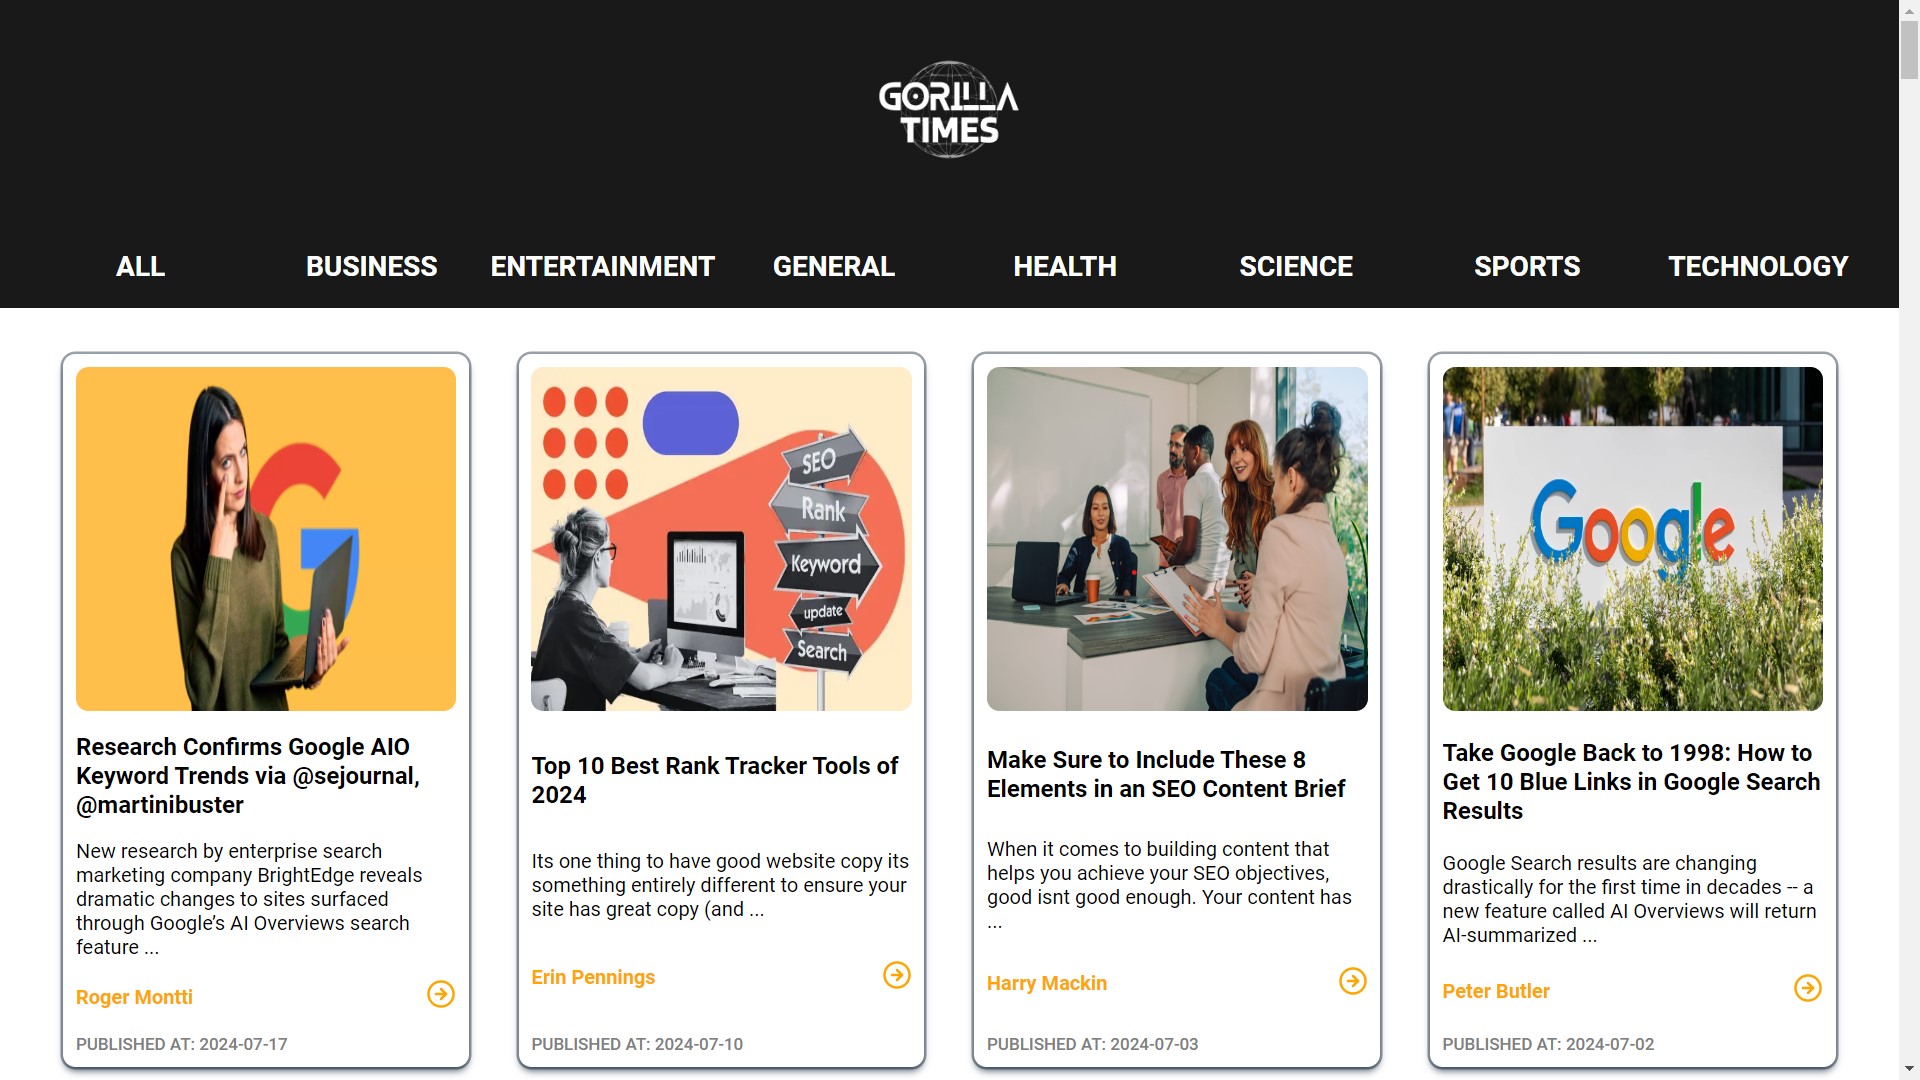 GORILLA
TIMES
ALL
BUSINESS
ENTERTAINMENT
GENERAL
HEALTH
SCIENCE
SPORTS
TECHNOLOGY
Research Confirms Google AIO
Keyword Trends via @sejournal,
@martinibuster
New research by enterprise search
marketing company BrightEdge reveals
dramatic changes to sites surfaced
through Google’s AI Overviews search
feature ...
Roger Montti
PUBLISHED AT: 2024-07-17
SEO
Rank
Keyword
update
Search
Top 10 Best Rank Tracker Tools of
2024
Its one thing to have good website copy its
something entirely different to ensure your
site has great copy (and ...
Erin Pennings
PUBLISHED AT: 2024-07-10
Make Sure to Include These 8
Elements in an SEO Content Brief
When it comes to building content that
helps you achieve your SEO objectives,
good isnt good enough. Your content has
...
Harry Mackin
PUBLISHED AT: 2024-07-03
Google
Take Google Back to 1998: How to
Get 10 Blue Links in Google Search
Results
Google Search results are changing
drastically for the first time in decades -- a
new feature called AI Overviews will return
AI-summarized ...
Peter Butler
PUBLISHED AT: 2024-07-02